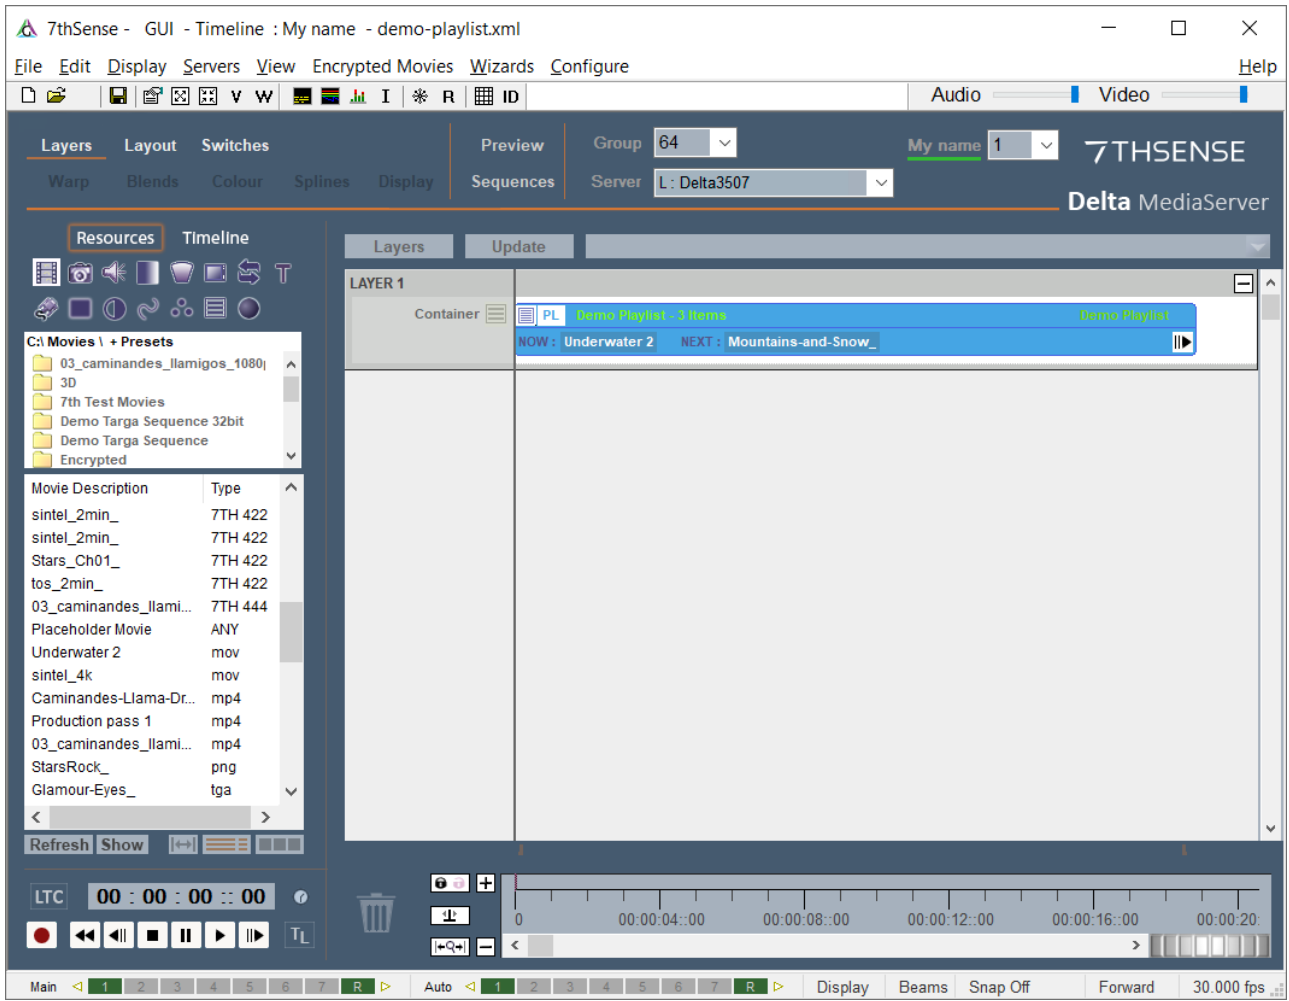 7thSense - GUI - Timeline : My name - demo-playlist.xml
File Edit Display Servers View Encrypted Movies Wizards Configure Help
V W I R ID Audio Video
Layers Layout Switches Preview Group 64 My name 1 7THSENSE
Warp Blends Colour Splines Display Sequences Server L : Delta3507
Delta MediaServer
Resources Timeline
Layers Update
T
LAYER 1
Container PL Demo Playlist - 3 Items Demo Playlist
NOW : Underwater 2 NEXT : Mountains-and-Snow_
C:\ Movies \ + Presets
03_caminandes_llamigos_1080p
3D
7th Test Movies
Demo Targa Sequence 32bit
Demo Targa Sequence
Encrypted
Movie Description Type
sintel_2min_ 7TH 422
sintel_2min_ 7TH 422
Stars_Ch01_ 7TH 422
tos_2min_ 7TH 422
03_caminandes_llami... 7TH 444
Placeholder Movie ANY
Underwater 2 mov
sintel_4k mov
Caminandes-Llama-Dr... mp4
Production pass 1 mp4
03_caminandes_llami... mp4
StarsRock_ png
Glamour-Eyes_ tga
Refresh Show
LTC 00 : 00 : 00 :: 00
TL
0 00:00:04::00 00:00:08::00 00:00:12::00 00:00:16::00 00:00:20:
Main 1 2 3 4 5 6 7 R Auto 1 2 3 4 5 6 7 R Display Beams Snap Off Forward 30.000 fps